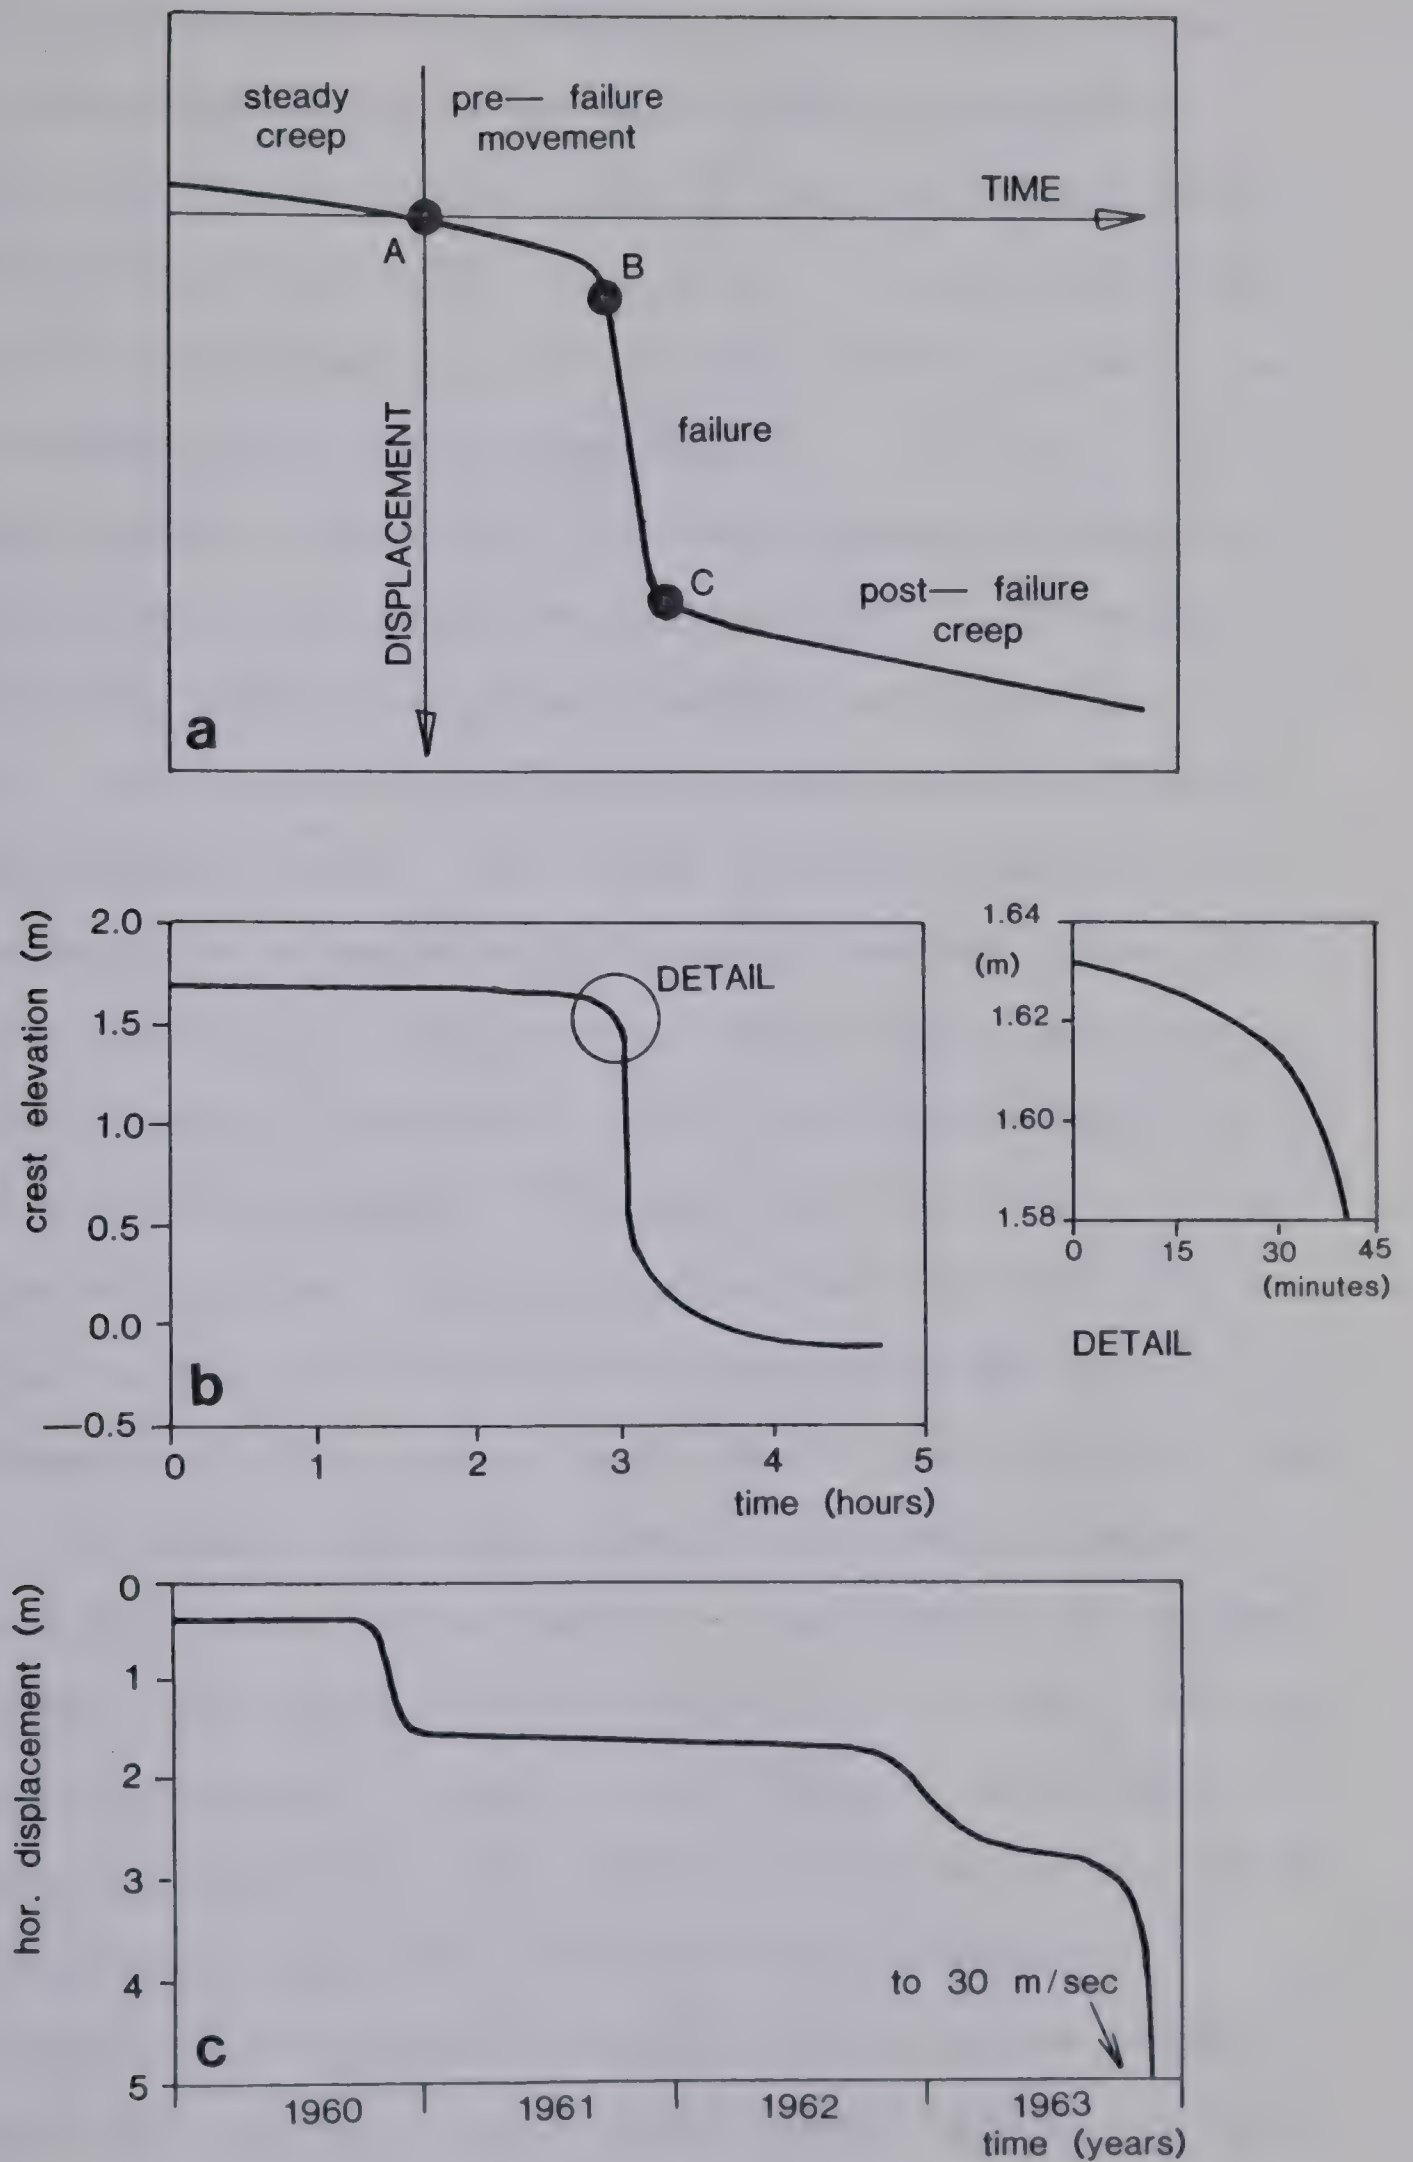 steady
creep
pre— failure
movement
TIME
A
B
DISPLACEMENT
failure
C
post— failure
creep
a
crest elevation (m)
2.0
1.5
1.0
0.5
0.0
—0.5
DETAIL
b
0 1 2 3 4 5
time (hours)
1.64
(m)
1.62
1.60
1.58
0 15 30 45
(minutes)
DETAIL
hor. displacement (m)
0
1
2
3
4
5
to 30 m/sec
c
1960 1961 1962 1963
time (years)